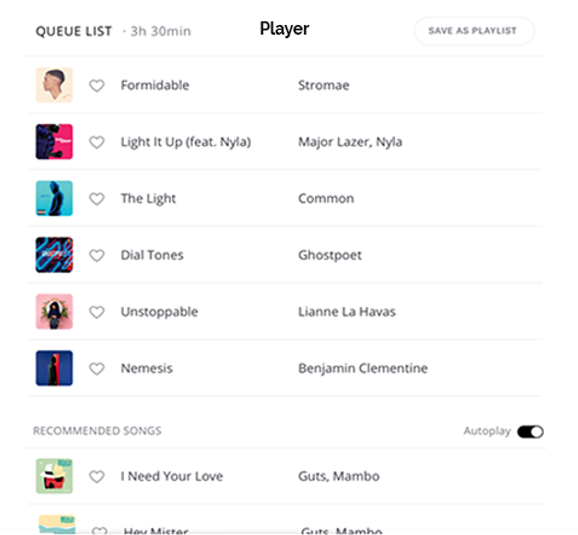 QUEUE LIST · 3h 30min Player SAVE AS PLAYLIST
Formidable Stromae
Light It Up (feat. Nyla) Major Lazer, Nyla
The Light Common
Dial Tones Ghostpoet
Unstoppable Lianne La Havas
Nemesis Benjamin Clementine
RECOMMENDED SONGS Autoplay
I Need Your Love Guts, Mambo
Hey Mister Guts, Mambo